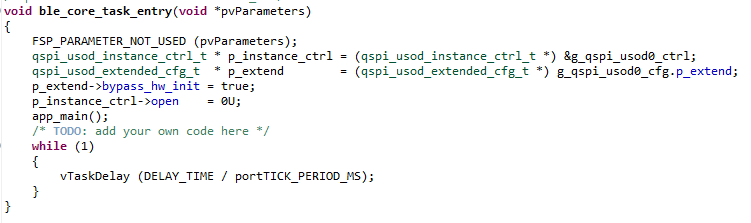 void ble_core_task_entry(void *pvParameters)
{
    FSP_PARAMETER_NOT_USED (pvParameters);
    qspi_usod_instance_ctrl_t * p_instance_ctrl = (qspi_usod_instance_ctrl_t *) &g_qspi_usod0_ctrl;
    qspi_usod_extended_cfg_t  * p_extend        = (qspi_usod_extended_cfg_t *) g_qspi_usod0_cfg.p_extend;
    p_extend->bypass_hw_init = true;
    p_instance_ctrl->open    = 0U;
    app_main();
    /* TODO: add your own code here */
    while (1)
    {
        vTaskDelay (DELAY_TIME / portTICK_PERIOD_MS);
    }
}